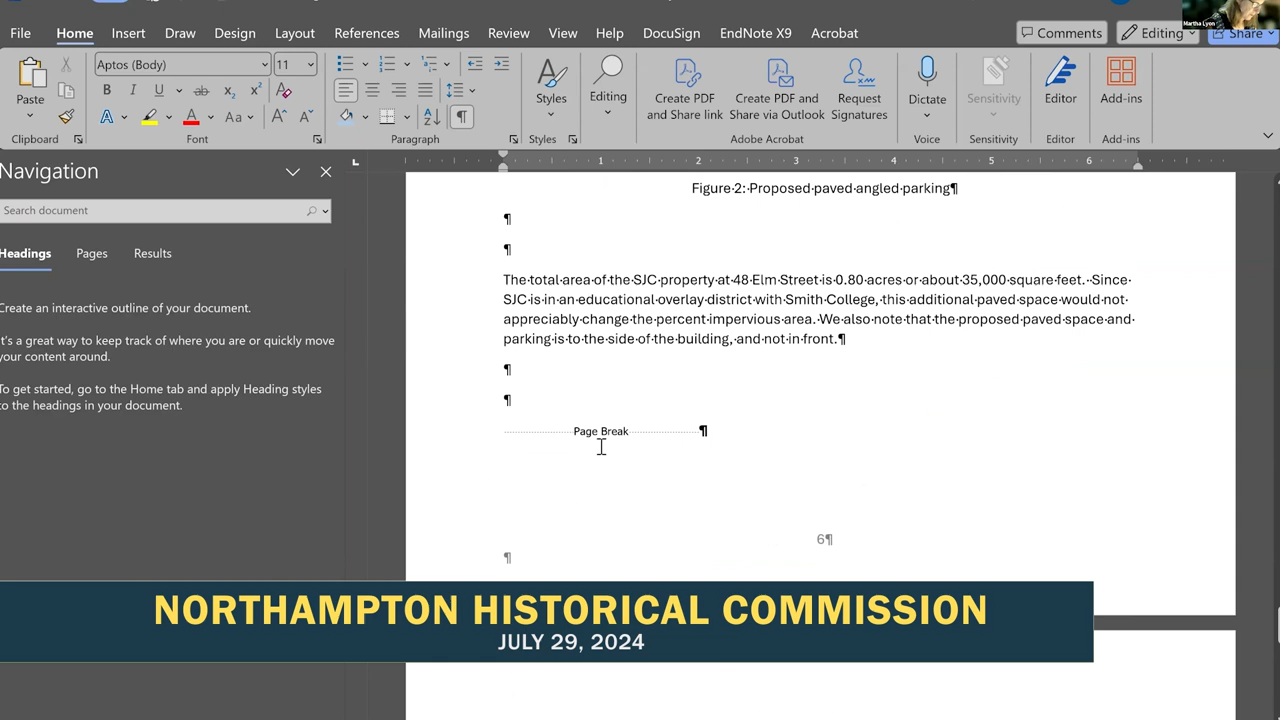 Martha Lyon
File Home Insert Draw Design Layout References Mailings Review View Help DocuSign EndNote X9 Acrobat Comments Editing Share
Aptos (Body) 11
Paste Styles Editing Create PDF and Share link Create PDF and Share via Outlook Request Signatures Dictate Sensitivity Editor Add-ins
Clipboard Font Paragraph Styles Adobe Acrobat Voice Sensitivity Editor Add-ins
Navigation
1 2 3 4 5 6
Search document
Headings Pages Results
Create an interactive outline of your document.
It's a great way to keep track of where you are or quickly move
your content around.
To get started, go to the Home tab and apply Heading styles
to the headings in your document.
Figure 2: Proposed paved angled parking¶
¶
¶
The total area of the SJC property at 48 Elm Street is 0.80 acres or about 35,000 square feet. Since
SJC is in an educational overlay district with Smith College, this additional paved space would not
appreciably change the percent impervious area. We also note that the proposed paved space and
parking is to the side of the building, and not in front.¶
¶
¶
Page Break ¶
6¶
¶
NORTHAMPTON HISTORICAL COMMISSION
JULY 29, 2024